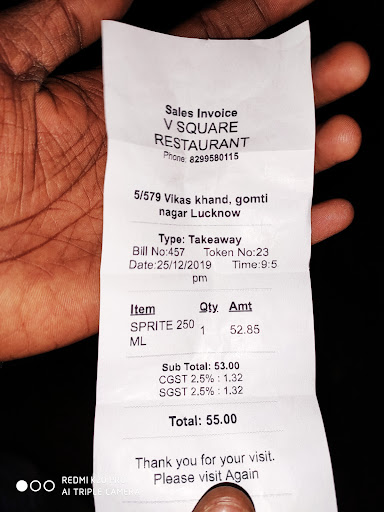 Sales Invoice
V SQUARE
RESTAURANT
Phone: 8299580115
5/579 Vikas khand, gomti
nagar Lucknow
Type: Takeaway
Bill No:457 Token No:23
Date:25/12/2019 Time:9:5
pm
Item Qty Amt
SPRITE 250 1 52.85
ML
Sub Total: 53.00
CGST 2.5% : 1.32
SGST 2.5% : 1.32
Total: 55.00
Thank you for your visit.
Please visit Again
REDMI
AI TRIPLE CAMERA